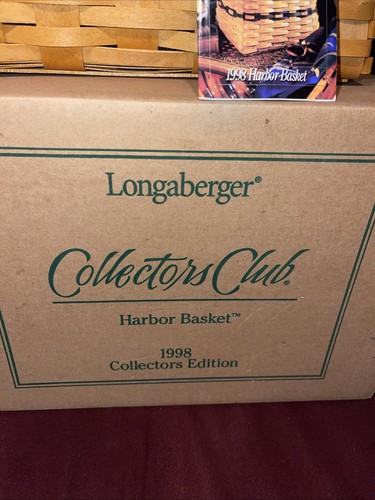 1998 Harbor Basket
Longaberger®
Collectors Club®
Harbor Basket™
1998
Collectors Edition